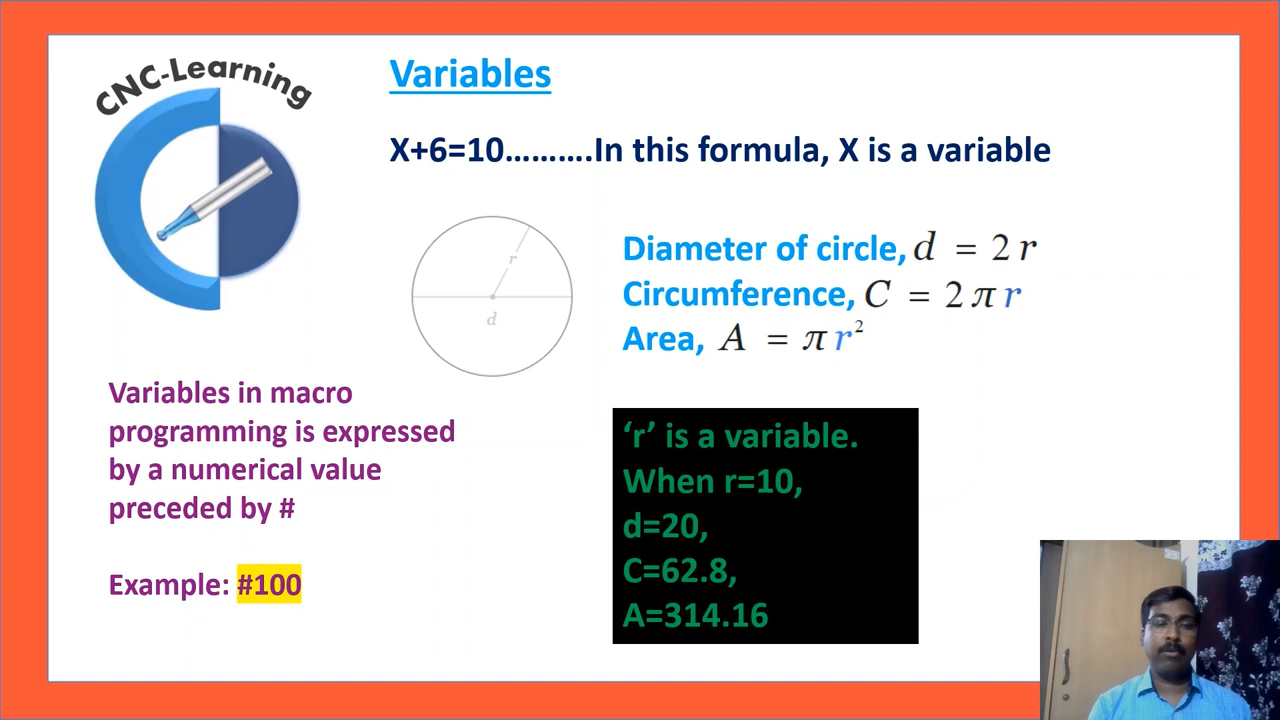 CNC-Learning
Variables
X+6=10..........In this formula, X is a variable
r
d
Diameter of circle, d = 2 r
Circumference, C = 2 π r
Area, A = π r²
Variables in macro
programming is expressed
by a numerical value
preceded by #
Example: #100
‘r’ is a variable.
When r=10,
d=20,
C=62.8,
A=314.16